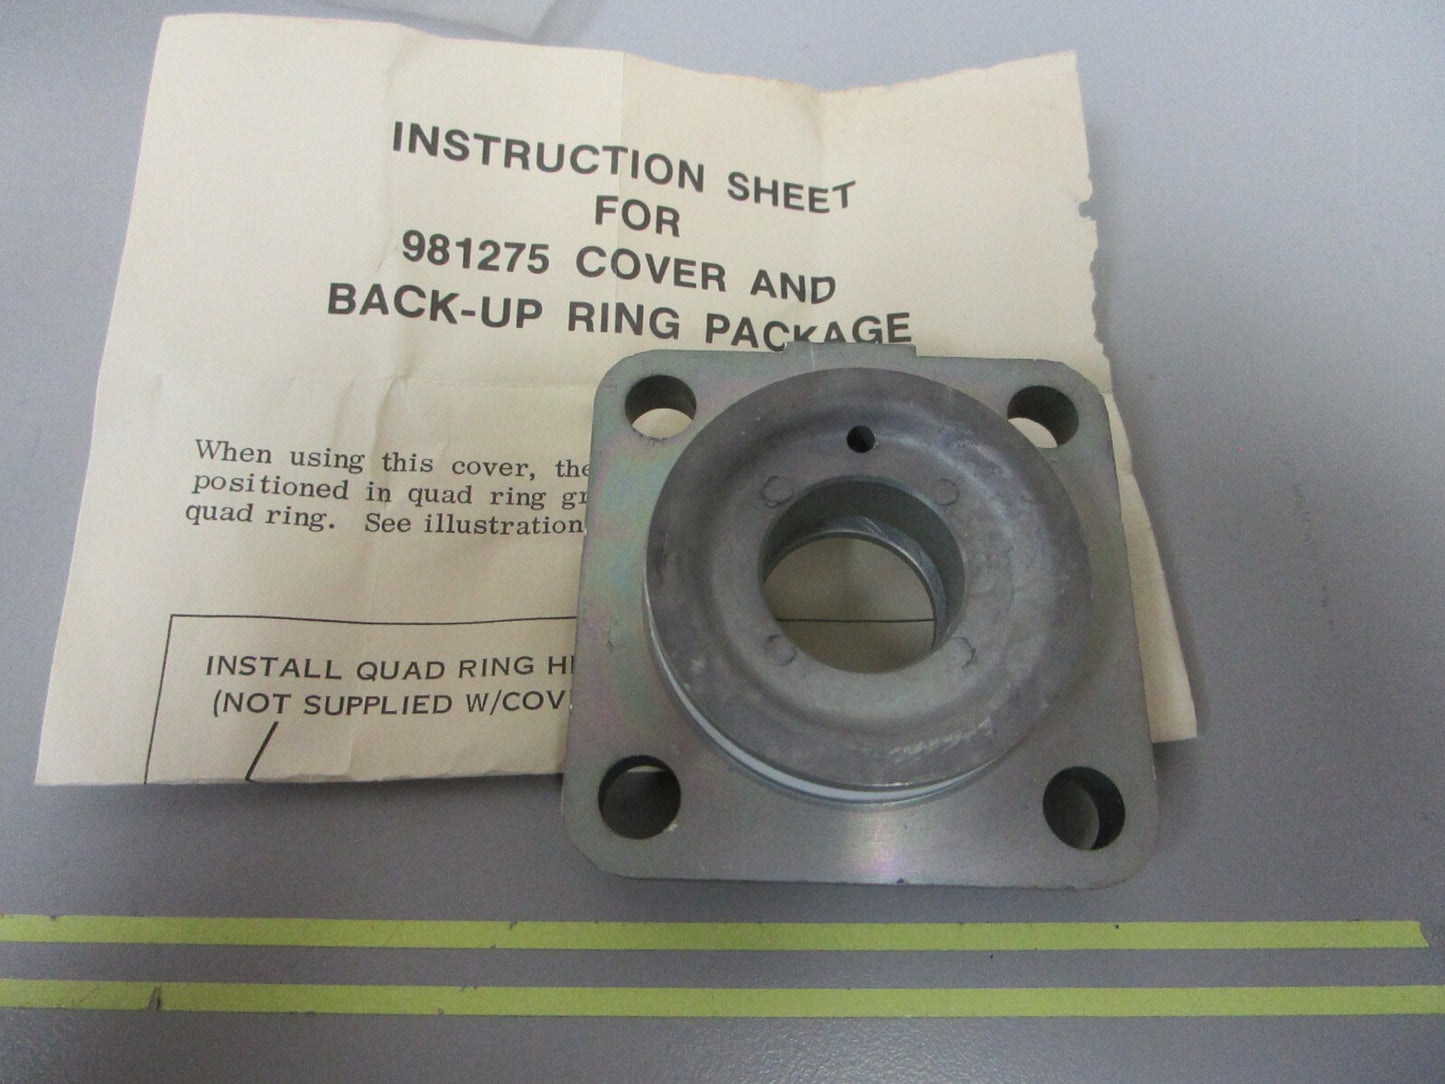 INSTRUCTION SHEET
FOR
981275 COVER AND
BACK-UP RING PACKAGE
When using this cover, the
positioned in quad ring
quad ring. See illustration
INSTALL QUAD RING
(NOT SUPPLIED